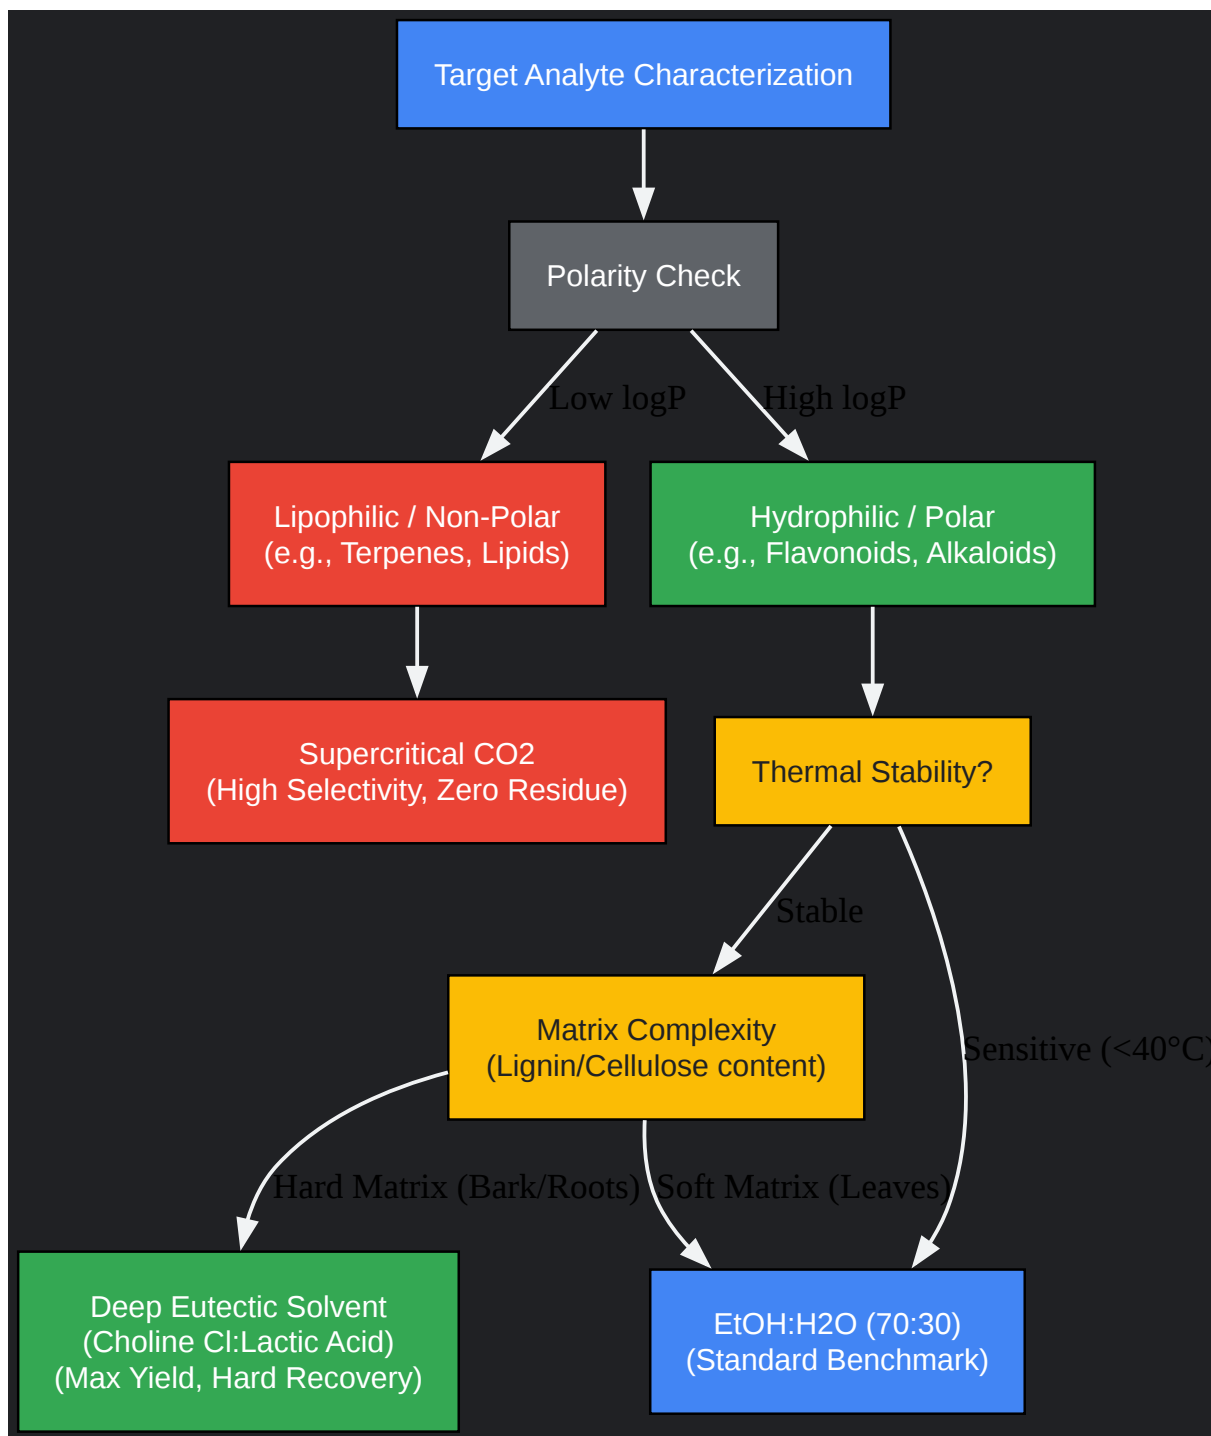 Target Analyte Characterization
Polarity Check
Low logP
High logP
Lipophilic / Non-Polar
(e.g., Terpenes, Lipids)
Hydrophilic / Polar
(e.g., Flavonoids, Alkaloids)
Supercritical CO2
(High Selectivity, Zero Residue)
Thermal Stability?
Stable
Matrix Complexity
(Lignin/Cellulose content)
Sensitive (<40°C)
Hard Matrix (Bark/Roots)
Soft Matrix (Leaves)
Deep Eutectic Solvent
(Choline Cl:Lactic Acid)
(Max Yield, Hard Recovery)
EtOH:H2O (70:30)
(Standard Benchmark)